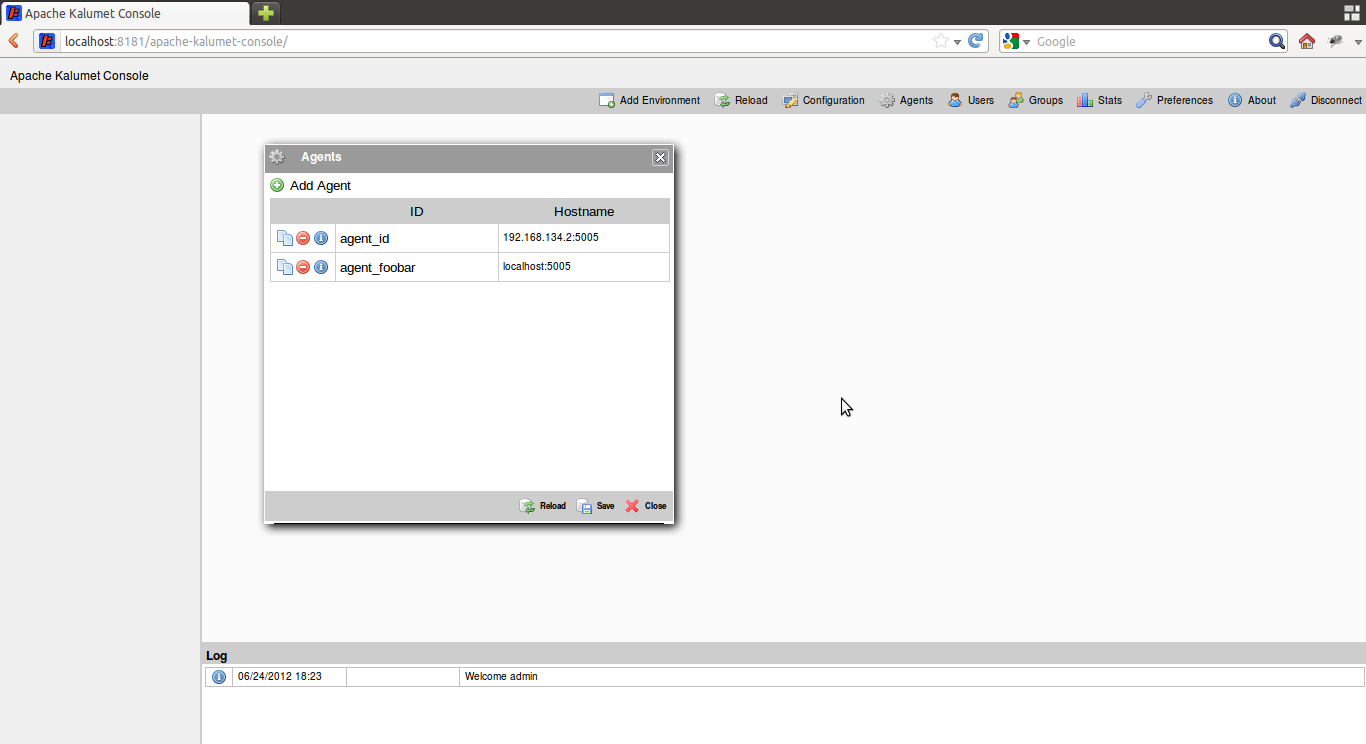 Apache Kalumet Console
localhost:8181/apache-kalumet-console/
Google
Apache Kalumet Console
Add Environment Reload Configuration Agents Users Groups Stats Preferences About Disconnect
Agents
Add Agent
ID Hostname
agent_id 192.168.134.2:5005
agent_foobar localhost:5005
Reload Save Close
Log
06/24/2012 18:23 Welcome admin